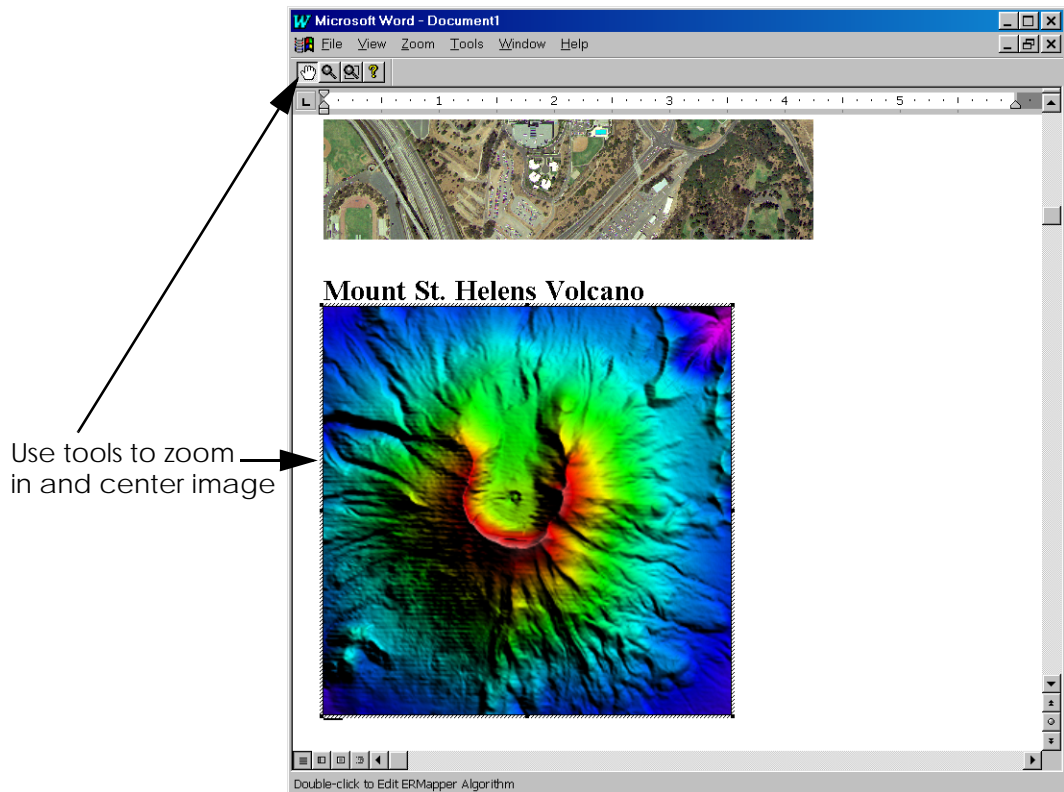 Microsoft Word - Document1
File View Zoom Tools Window Help
L 1 2 3 4 5
Mount St. Helens Volcano
Use tools to zoom
in and center image
Double-click to Edit ERMapper Algorithm